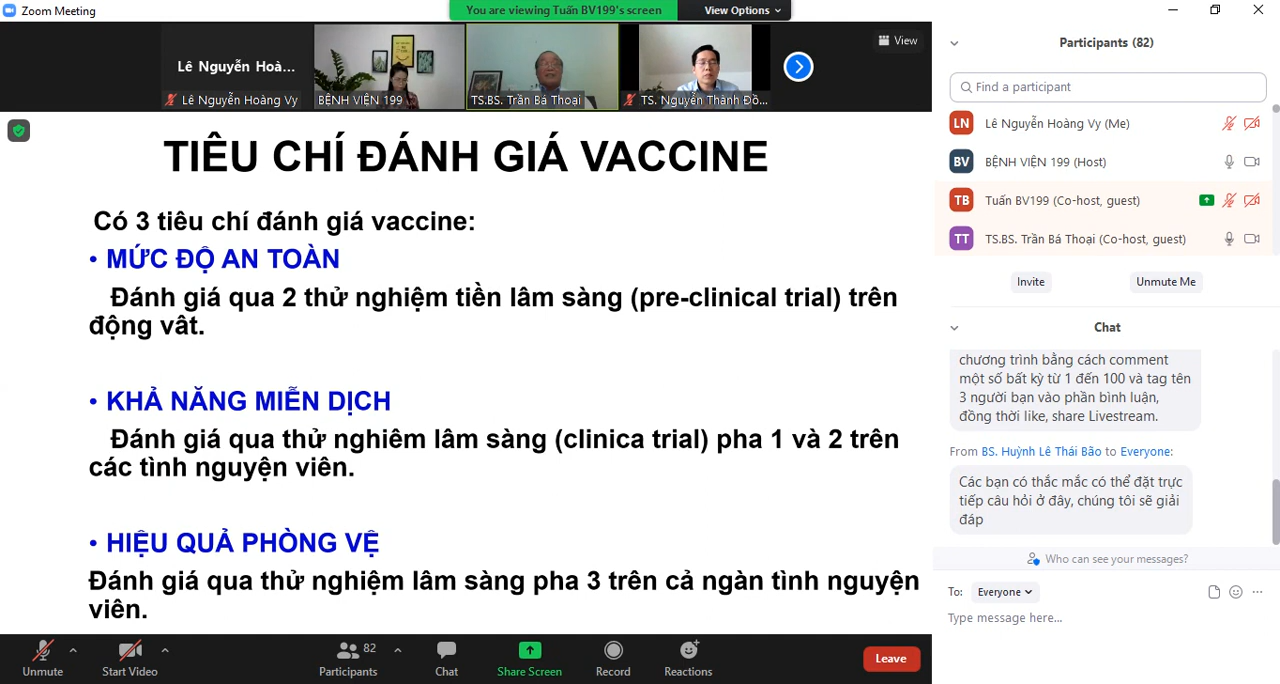 Zoom Meeting
You are viewing Tuấn BV199's screen
View Options
Lê Nguyễn Hoà...
Lê Nguyễn Hoàng Vy
BỆNH VIỆN 199
TS.BS. Trần Bá Thoại
TS. Nguyễn Thành Đồ...
View
TIÊU CHÍ ĐÁNH GIÁ VACCINE
Có 3 tiêu chí đánh giá vaccine:
• MỨC ĐỘ AN TOÀN
Đánh giá qua 2 thử nghiệm tiền lâm sàng (pre-clinical trial) trên
động vât.
• KHẢ NĂNG MIỄN DỊCH
Đánh giá qua thử nghiêm lâm sàng (clinica trial) pha 1 và 2 trên
các tình nguyện viên.
• HIỆU QUẢ PHÒNG VỆ
Đánh giá qua thử nghiệm lâm sàng pha 3 trên cả ngàn tình nguyện
viên.
Unmute
Start Video
82
Participants
Chat
Share Screen
Record
Reactions
Leave
Participants (82)
Find a participant
LN Lê Nguyễn Hoàng Vy (Me)
BV BỆNH VIỆN 199 (Host)
TB Tuấn BV199 (Co-host, guest)
TT TS.BS. Trần Bá Thoại (Co-host, guest)
Invite
Unmute Me
Chat
chương trình bằng cách comment
một số bất kỳ từ 1 đến 100 và tag tên
3 người bạn vào phần bình luận,
đồng thời like, share Livestream.
From BS. Huỳnh Lê Thái Bão to Everyone:
Các bạn có thắc mắc có thể đặt trực
tiếp câu hỏi ở đây, chúng tôi sẽ giải
đáp
Who can see your messages?
To: Everyone
Type message here...